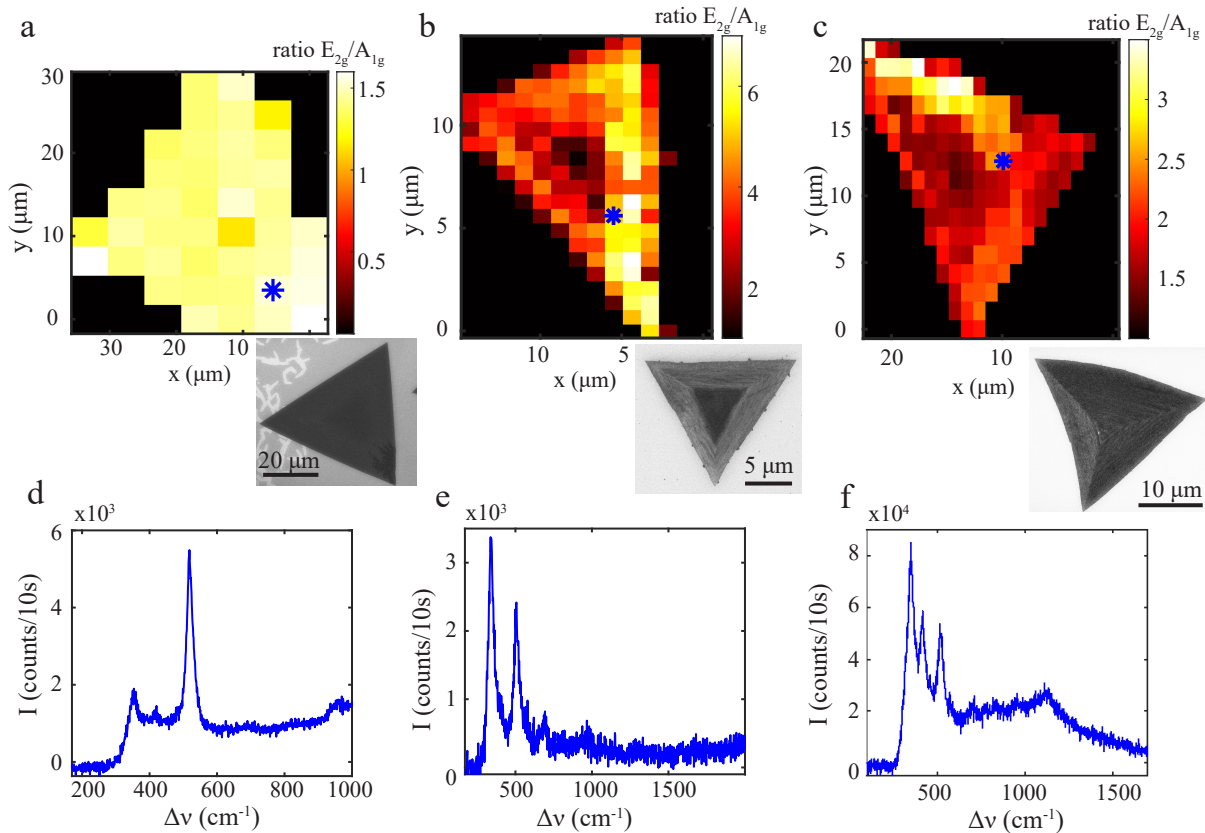 a
ratio E2g/A1g
30
20
10
0
y (μm)
30
20
10
x (μm)
1.5
1
0.5
20 μm
b
ratio E2g/A1g
10
5
0
y (μm)
10
5
x (μm)
6
4
2
5 μm
c
ratio E2g/A1g
20
15
10
5
0
y (μm)
20
10
x (μm)
3
2.5
2
1.5
10 μm
d
x10³
6
4
2
0
I (counts/10s)
200
400
600
800
1000
Δν (cm⁻¹)
e
x10³
3
2
1
0
I (counts/10s)
500
1000
1500
Δν (cm⁻¹)
f
x10⁴
8
6
4
2
0
I (counts/10s)
500
1000
1500
Δν (cm⁻¹)